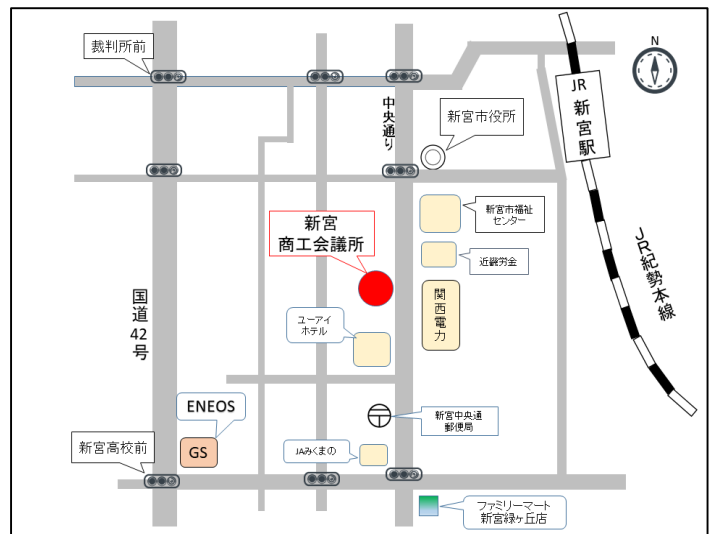 裁判所前
N
JR
新宮駅
中央通り
新宮市役所
新宮市福祉
センター
新宮
商工会議所
近畿労金
JR紀勢本線
国道42号
関西電力
ユーアイ
ホテル
ENEOS
新宮中央通
郵便局
新宮高校前
GS
JAみくまの
ファミリーマート
新宮緑ヶ丘店